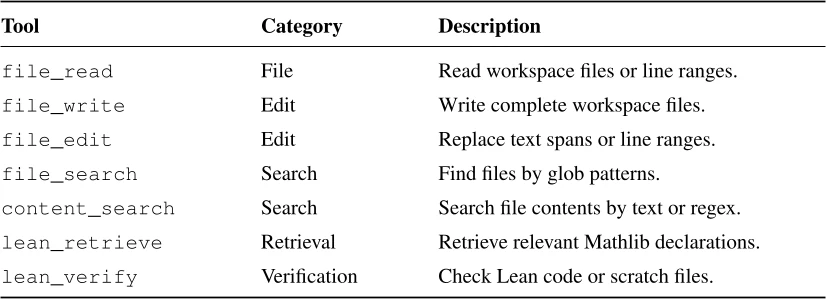 Tool Category Description
file_read File Read workspace files or line ranges.
file_write Edit Write complete workspace files.
file_edit Edit Replace text spans or line ranges.
file_search Search Find files by glob patterns.
content_search Search Search file contents by text or regex.
lean_retrieve Retrieval Retrieve relevant Mathlib declarations.
lean_verify Verification Check Lean code or scratch files.